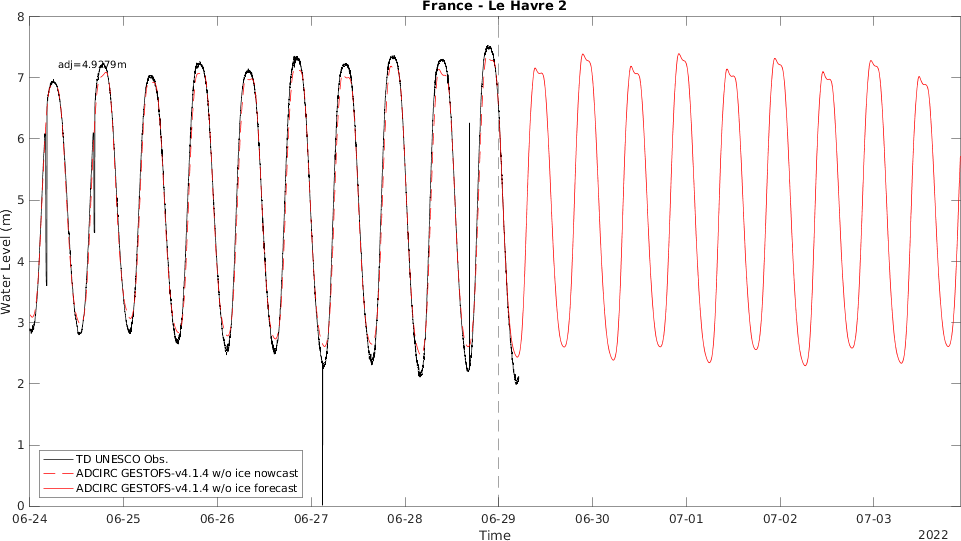 France - Le Havre 2
8
adj=4.9279m
7
6
5
4
3
2
1
0
Water Level (m)
TD UNESCO Obs.
ADCIRC GESTOFS-v4.1.4 w/o ice nowcast
ADCIRC GESTOFS-v4.1.4 w/o ice forecast
06-24 06-25 06-26 06-27 06-28 06-29 06-30 07-01 07-02 07-03
Time
2022